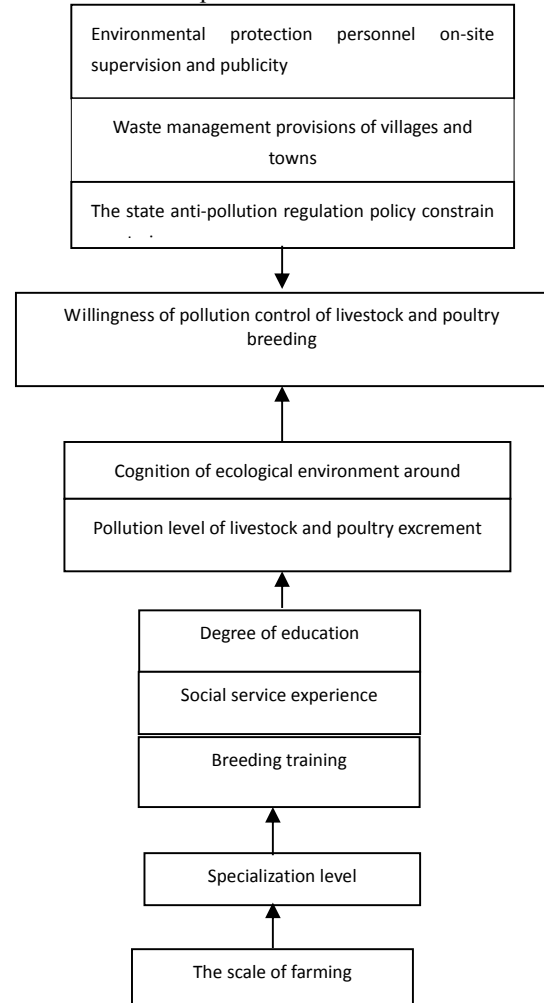 Environmental protection personnel on-site
supervision and publicity
Waste management provisions of villages and
towns
The state anti-pollution regulation policy constrain
Willingness of pollution control of livestock and poultry
breeding
Cognition of ecological environment around
Pollution level of livestock and poultry excrement
Degree of education
Social service experience
Breeding training
Specialization level
The scale of farming